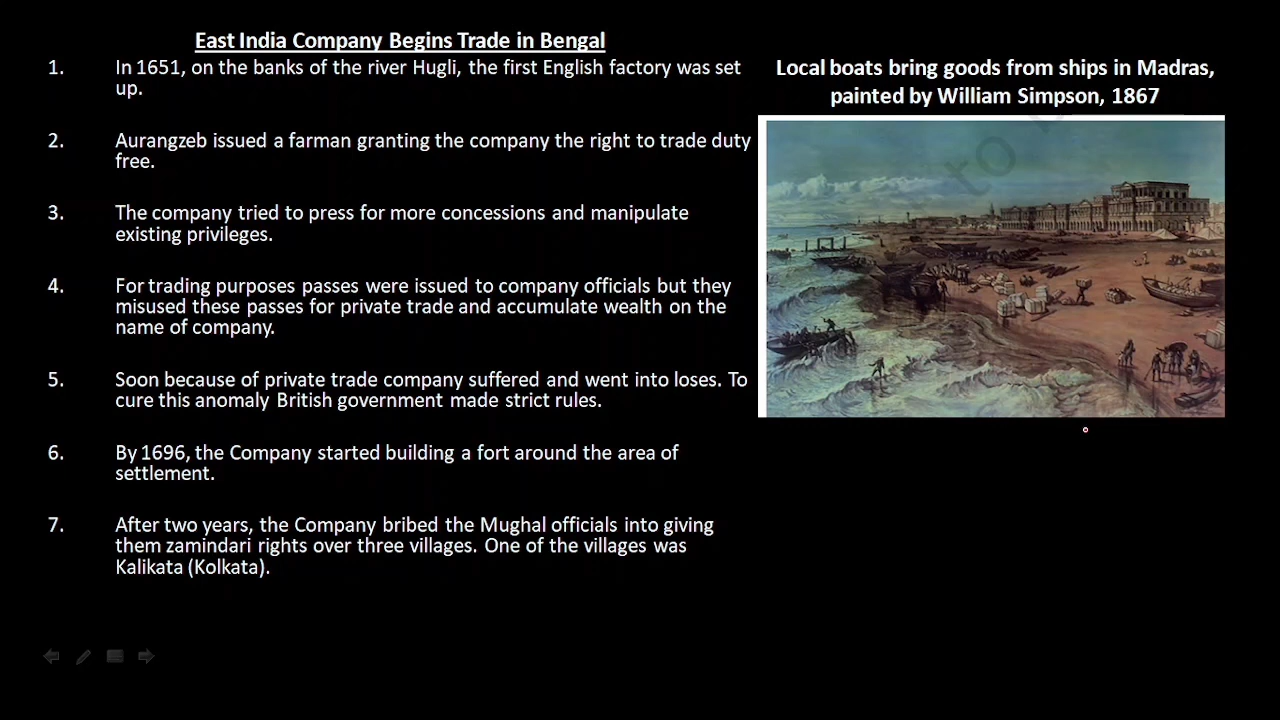 East India Company Begins Trade in Bengal
1. In 1651, on the banks of the river Hugli, the first English factory was set
up.
2. Aurangzeb issued a farman granting the company the right to trade duty
free.
3. The company tried to press for more concessions and manipulate
existing privileges.
4. For trading purposes passes were issued to company officials but they
misused these passes for private trade and accumulate wealth on the
name of company.
5. Soon because of private trade company suffered and went into loses. To
cure this anomaly British government made strict rules.
6. By 1696, the Company started building a fort around the area of
settlement.
7. After two years, the Company bribed the Mughal officials into giving
them zamindari rights over three villages. One of the villages was
Kalikata (Kolkata).
Local boats bring goods from ships in Madras,
painted by William Simpson, 1867
to